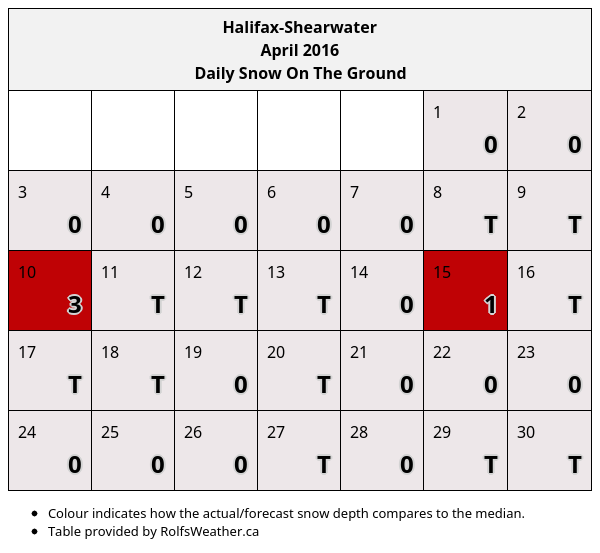 Halifax-Shearwater
April 2016
Daily Snow On The Ground
1 2
0 0
3 4 5 6 7 8 9
0 0 0 0 0 T T
10 11 12 13 14 15 16
3 T T T 0 1 T
17 18 19 20 21 22 23
T T 0 T 0 0 0
24 25 26 27 28 29 30
0 0 0 T 0 T T
• Colour indicates how the actual/forecast snow depth compares to the median.
• Table provided by RolfsWeather.ca